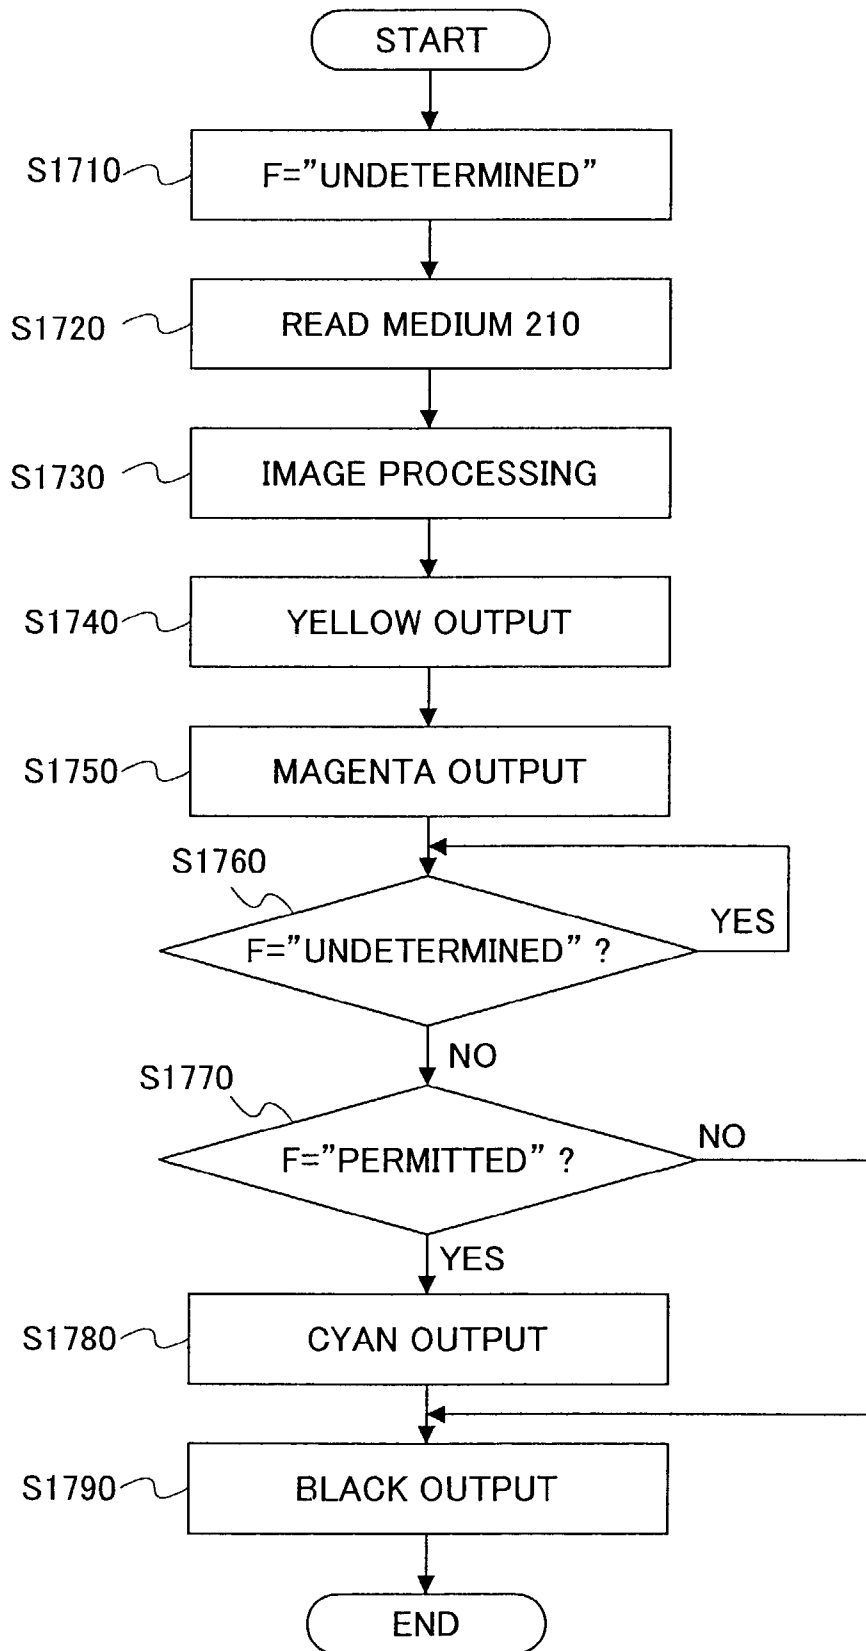 START
S1710
F="UNDETERMINED"
S1720
READ MEDIUM 210
S1730
IMAGE PROCESSING
S1740
YELLOW OUTPUT
S1750
MAGENTA OUTPUT
S1760
YES
F="UNDETERMINED" ?
NO
S1770
NO
F="PERMITTED" ?
YES
S1780
CYAN OUTPUT
S1790
BLACK OUTPUT
END